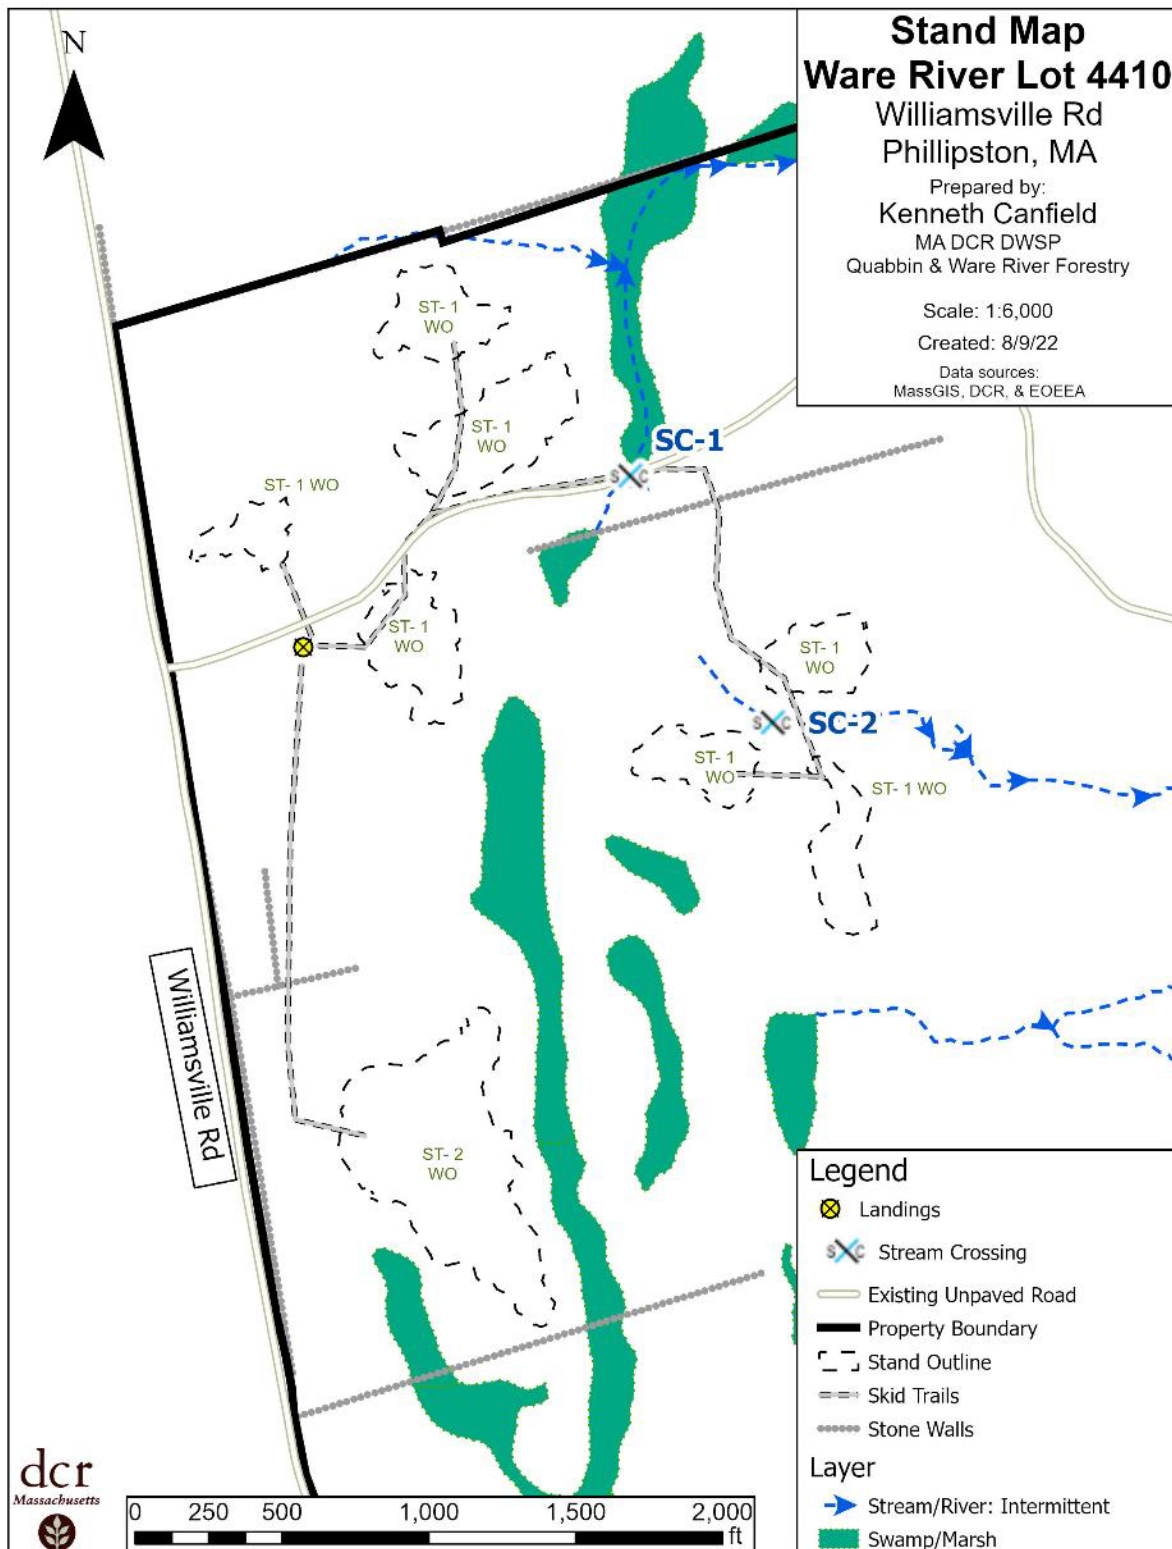 N
Stand Map
Ware River Lot 4410
Williamsville Rd
Phillipston, MA
Prepared by:
Kenneth Canfield
MA DCR DWSP
Quabbin & Ware River Forestry
Scale: 1:6,000
Created: 8/9/22
Data sources:
MassGIS, DCR, & EOEEA
ST- 1
WO
ST- 1
WO
SC-1
S C
ST- 1 WO
ST- 1
WO
ST- 1
WO
S C
SC-2
ST- 1
WO
ST- 1 WO
Williamsville Rd
ST- 2
WO
Legend
Landings
S C
Stream Crossing
Existing Unpaved Road
Property Boundary
Stand Outline
Skid Trails
Stone Walls
Layer
Stream/River: Intermittent
Swamp/Marsh
dcr
Massachusetts
0 250 500 1,000 1,500 2,000
ft